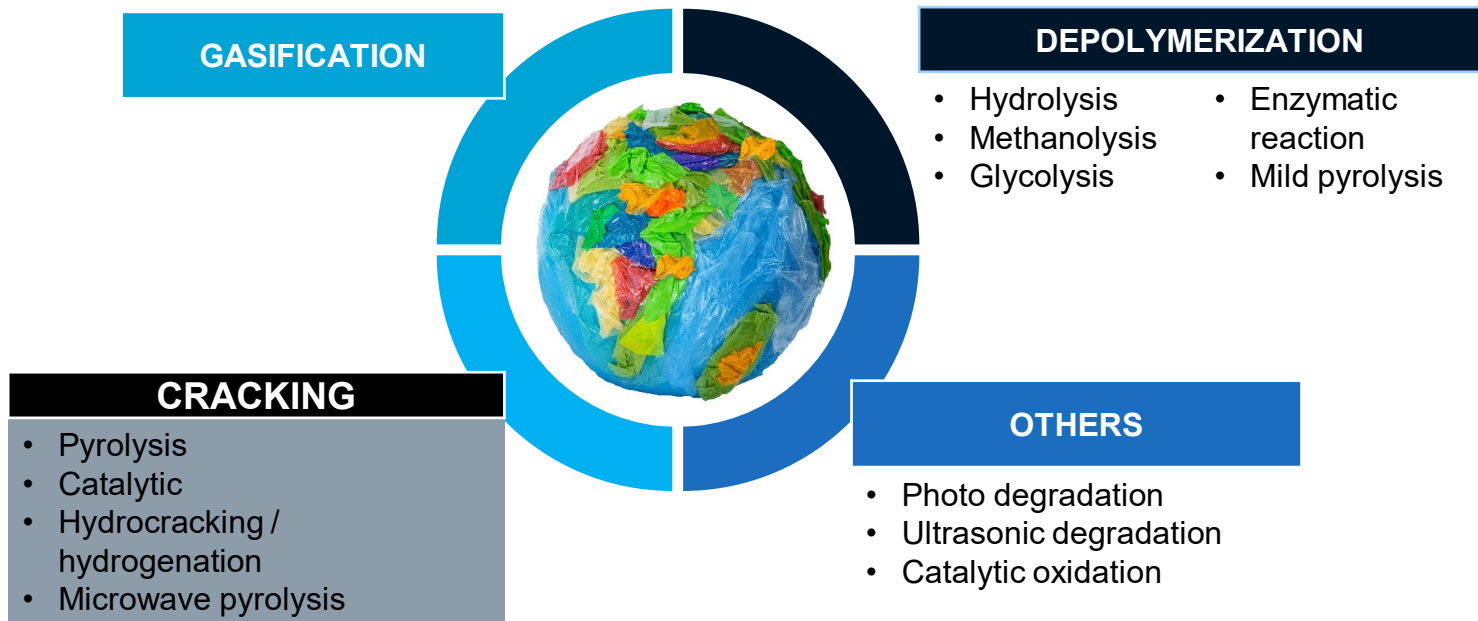 GASIFICATION
DEPOLYMERIZATION
• Hydrolysis
• Methanolysis
• Glycolysis
• Enzymatic
reaction
• Mild pyrolysis
CRACKING
• Pyrolysis
• Catalytic
• Hydrocracking /
hydrogenation
• Microwave pyrolysis
OTHERS
• Photo degradation
• Ultrasonic degradation
• Catalytic oxidation